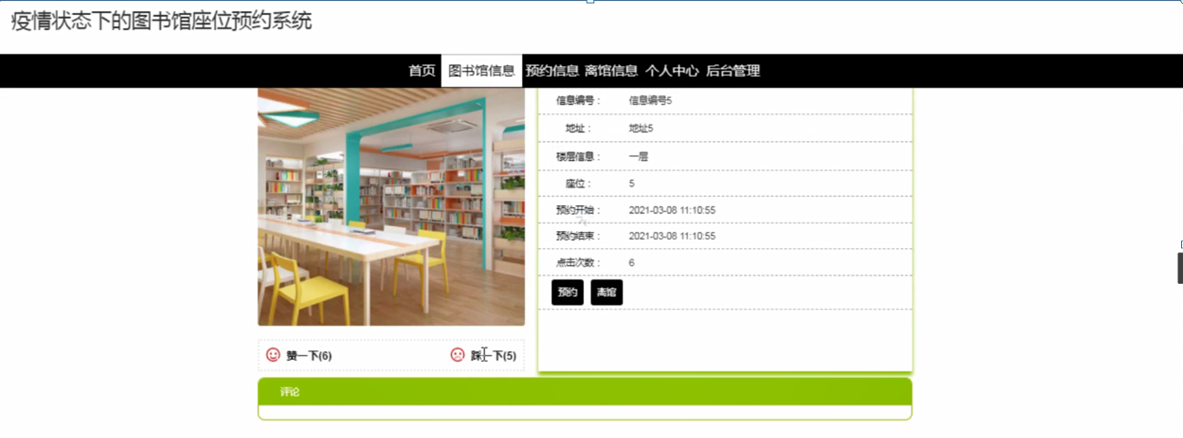 疫情状态下的图书馆座位预约系统
首页 图书馆信息 预约信息 离馆信息 个人中心 后台管理
信息编号： 信息编号5
地址： 地址5
楼层信息： 一层
座位： 5
预约开始： 2021-03-08 11:10:55
预约结束： 2021-03-08 11:10:55
点击次数： 6
预约 离馆
赞一下(6) 踩一下(5)
评论